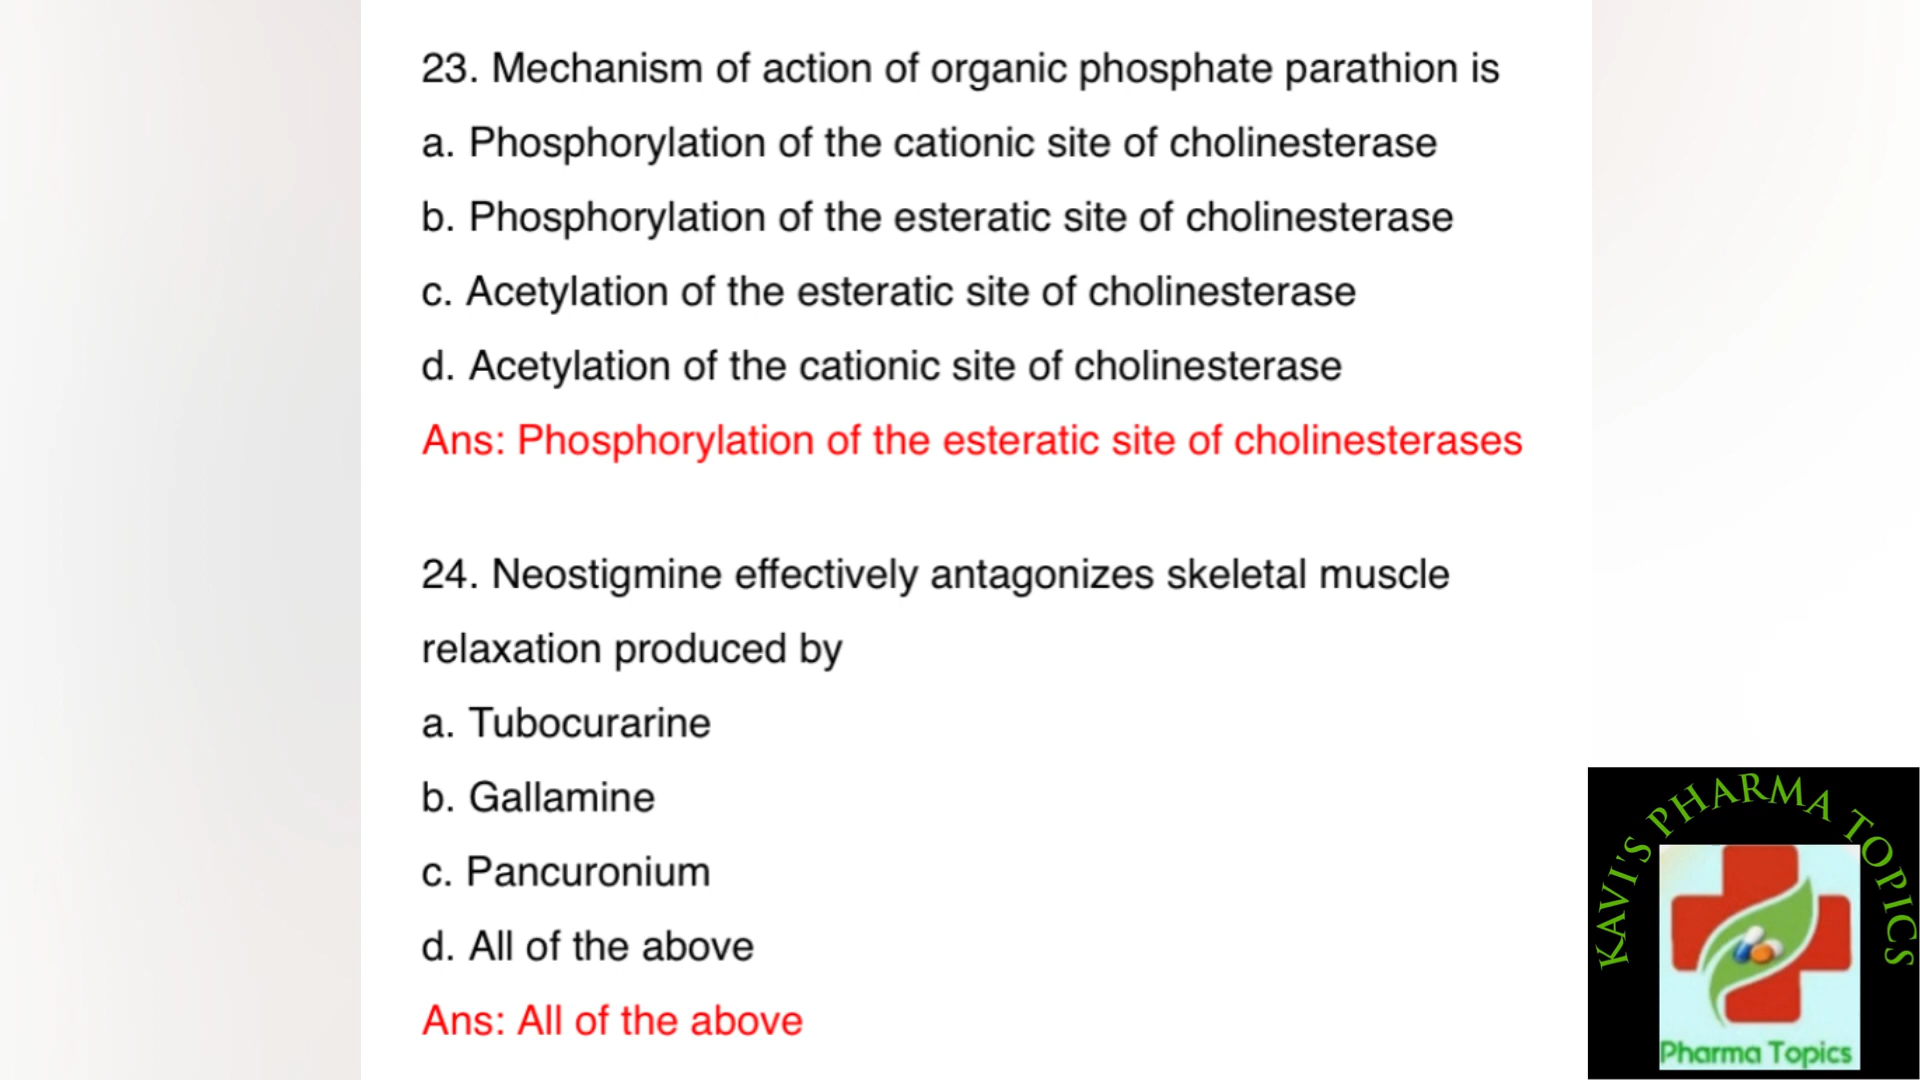 23. Mechanism of action of organic phosphate parathion is
a. Phosphorylation of the cationic site of cholinesterase
b. Phosphorylation of the esteratic site of cholinesterase
c. Acetylation of the esteratic site of cholinesterase
d. Acetylation of the cationic site of cholinesterase
Ans: Phosphorylation of the esteratic site of cholinesterases
24. Neostigmine effectively antagonizes skeletal muscle
relaxation produced by
a. Tubocurarine
b. Gallamine
c. Pancuronium
d. All of the above
Ans: All of the above
KAVI'S PHARMA TOPICS
Pharma Topics